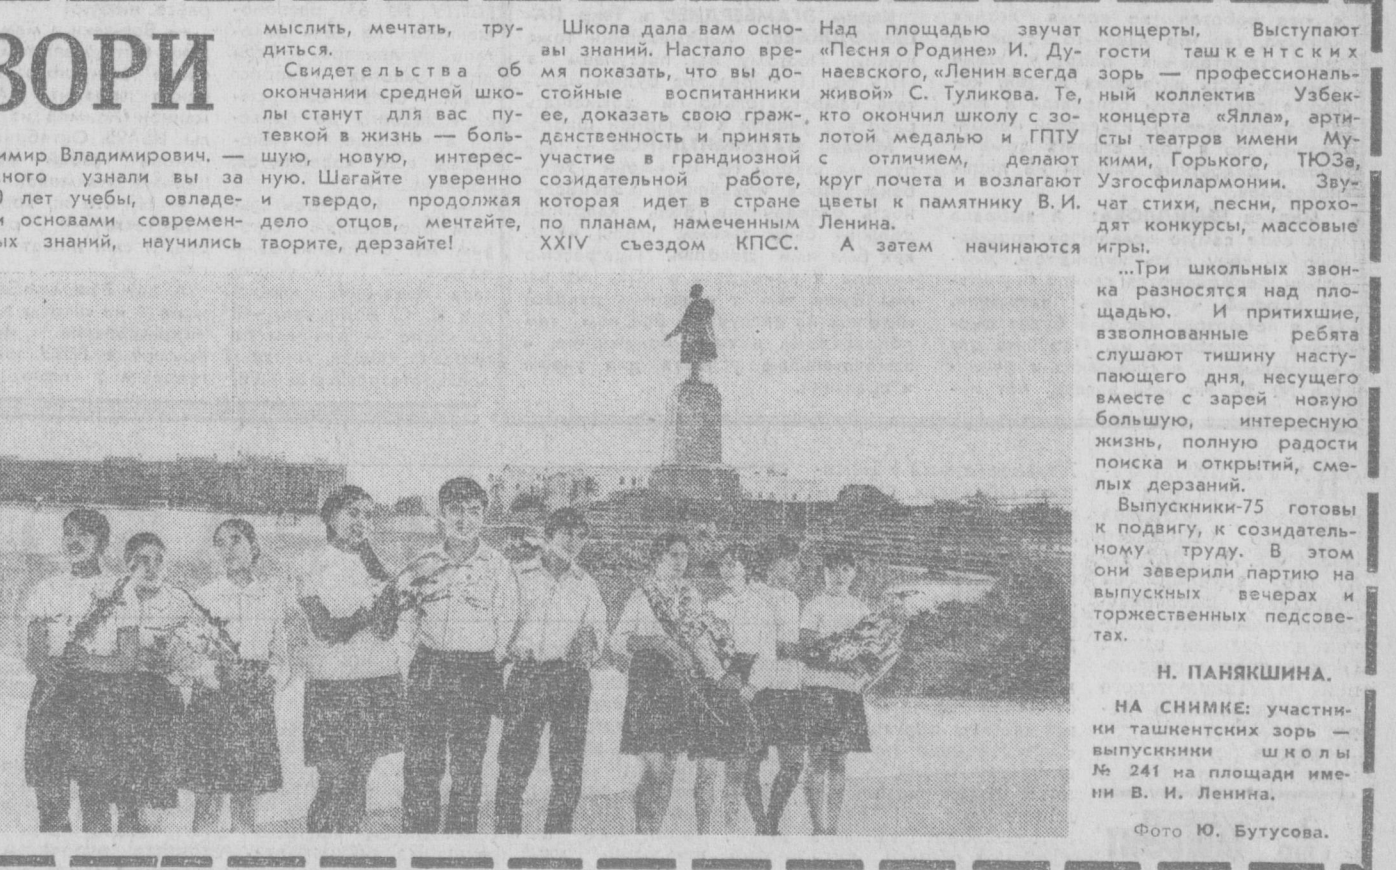 ЗОРИ
имир Владимирович. —
ного узнали вы за
0 лет учебы, овладе-
и основами современ-
ых знаний, научились
мыслить, мечтать, тру-
диться.
Свидетельства об
окончании средней шко-
лы станут для вас пу-
тевкой в жизнь — боль-
шую, новую, интерес-
ную. Шагайте уверенно
и твердо, продолжая
дело отцов, мечтайте,
творите, дерзайте!
Школа дала вам осно-
вы знаний. Настало вре-
мя показать, что вы до-
стойные воспитанники
ее, доказать свою граж-
данственность и принять
участие в грандиозной
созидательной работе,
которая идет в стране
по планам, намеченным
XXIV съездом КПСС.
Над площадью звучат
«Песня о Родине» И. Ду-
наевского, «Ленин всегда
живой» С. Туликова. Те,
кто окончил школу с зо-
лотой медалью и ГПТУ
с отличием, делают
круг почета и возлагают
цветы к памятнику В. И.
Ленина.
А затем начинаются
концерты. Выступают
гости ташкентских
зорь — профессиональ-
ный коллектив Узбек-
концерта «Ялла», арти-
сты театров имени Му-
кими, Горького, ТЮЗа,
Узгосфилармонии. Зву-
чат стихи, песни, прохо-
дят конкурсы, массовые
игры.
...Три школьных звон-
ка разносятся над пло-
щадью. И притихшие,
взволнованные ребята
слушают тишину насту-
пающего дня, несущего
вместе с зарей новую
большую, интересную
жизнь, полную радости
поиска и открытий, сме-
лых дерзаний.
Выпускники-75 готовы
к подвигу, к созидатель-
ному труду. В этом
они заверили партию на
выпускных вечерах и
торжественных педсове-
тах.
Н. ПАНЯКШИНА.
НА СНИМКЕ: участни-
ки ташкентских зорь —
выпускники школы
№ 241 на площади име-
ни В. И. Ленина.
Фото Ю. Бутусова.